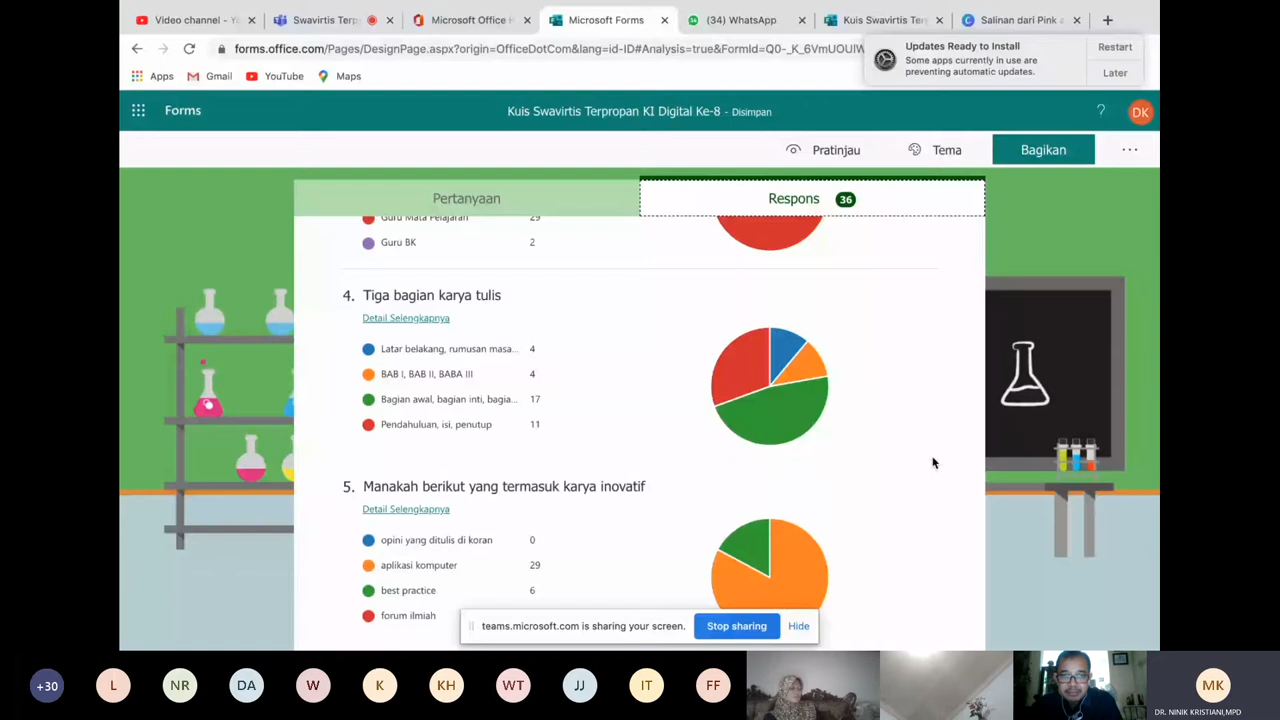 Video channel - Yo
Swavirtis Terp
Microsoft Office H
Microsoft Forms
(34) WhatsApp
Kuis Swavirtis Ter
Salinan dari Pink a
forms.office.com/Pages/DesignPage.aspx?origin=OfficeDotCom&lang=id-ID#Analysis=true&FormId=Q0-_K_6VmUOUIW
Updates Ready to Install
Some apps currently in use are
preventing automatic updates.
Restart
Later
Apps
Gmail
YouTube
Maps
Forms
Kuis Swavirtis Terpropan KI Digital Ke-8 - Disimpan
?
DK
Pratinjau
Tema
Bagikan
Pertanyaan
Respons 36
Guru Mata Pelajaran 29
Guru BK 2
4. Tiga bagian karya tulis
Detail Selengkapnya
Latar belakang, rumusan masa... 4
BAB I, BAB II, BABA III 4
Bagian awal, bagian inti, bagia... 17
Pendahuluan, isi, penutup 11
5. Manakah berikut yang termasuk karya inovatif
Detail Selengkapnya
opini yang ditulis di koran 0
aplikasi komputer 29
best practice 6
forum ilmiah
teams.microsoft.com is sharing your screen.
Stop sharing
Hide
+30
L
NR
DA
W
K
KH
WT
JJ
IT
FF
MK
DR. NINIK KRISTIANI,MPD